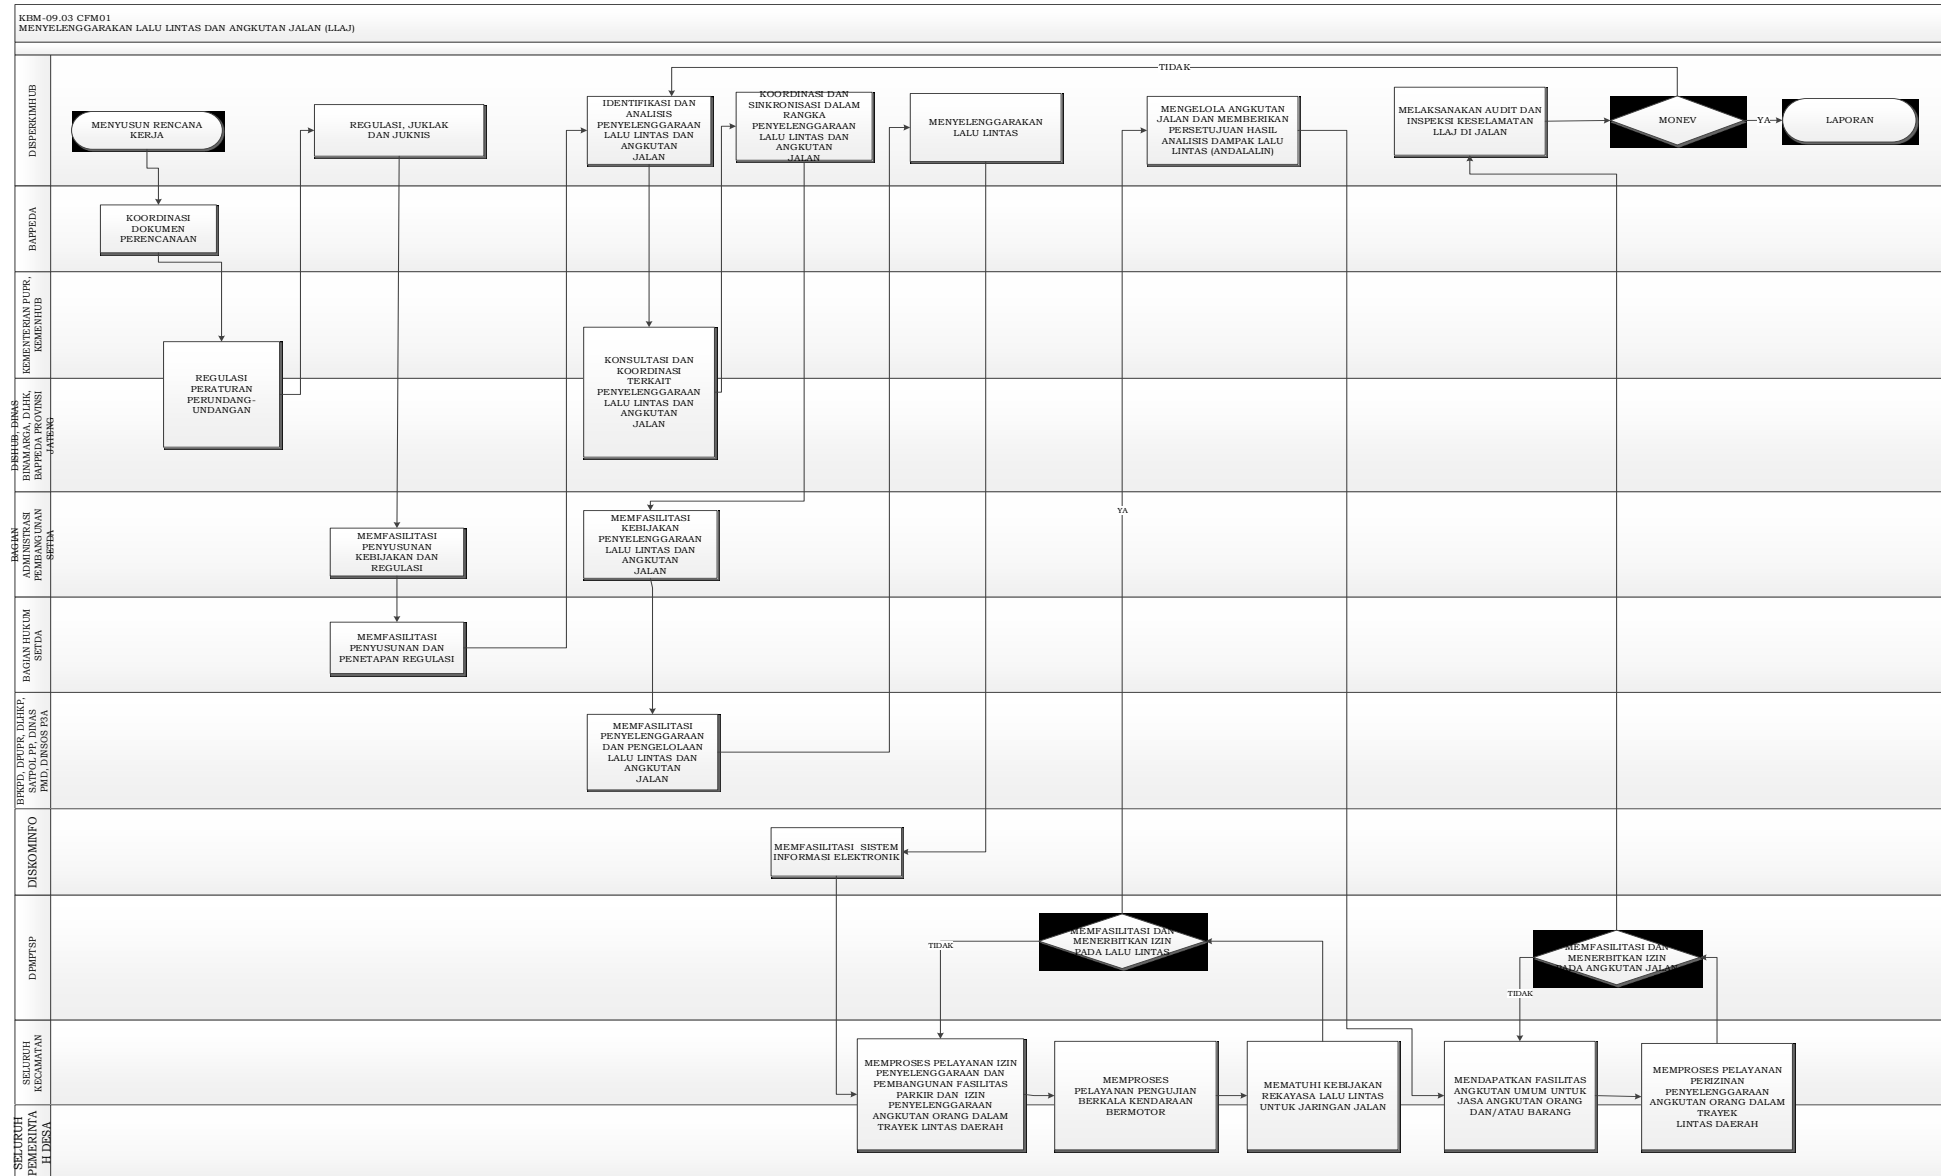 KBM-09.03 CFM01
MENYELENGGARAKAN LALU LINTAS DAN ANGKUTAN JALAN (LLAJ)
DISPERKIMHUB
MENYUSUN RENCANA
KERJA
REGULASI, JUKLAK
DAN JUKNIS
IDENTIFIKASI DAN
ANALISIS
PENYELENGGARAAN
LALU LINTAS DAN
ANGKUTAN
JALAN
KOORDINASI DAN
SINKRONISASI DALAM
RANGKA
PENYELENGGARAAN
LALU LINTAS DAN
ANGKUTAN
JALAN
MENYELENGGARAKAN
LALU LINTAS
MENGELOLA ANGKUTAN
JALAN DAN MEMBERIKAN
PERSETUJUAN HASIL
ANALISIS DAMPAK LALU
LINTAS (ANDALALIN)
MELAKSANAKAN AUDIT DAN
INSPEKSI KESELAMATAN
LLAJ DI JALAN
MONEV
YA
LAPORAN
TIDAK
BAPPEDA
KOORDINASI
DOKUMEN
PERENCANAAN
KEMENTERIAN PUPR,
KEMENHUB
REGULASI
PERATURAN
PERUNDANG-
UNDANGAN
KONSULTASI DAN
KOORDINASI
TERKAIT
PENYELENGGARAAN
LALU LINTAS DAN
ANGKUTAN
JALAN
DISHUB, DINAS
BINAMARGA, DLHK,
BAPPEDA PROVINSI
JATENG
BAGIAN
ADMINISTRASI
PEMBANGUNAN
SETDA
MEMFASILITASI
PENYUSUNAN
KEBIJAKAN DAN
REGULASI
MEMFASILITASI
KEBIJAKAN
PENYELENGGARAAN
LALU LINTAS DAN
ANGKUTAN
JALAN
YA
BAGIAN HUKUM
SETDA
MEMFASILITASI
PENYUSUNAN DAN
PENETAPAN REGULASI
BPKPD, DPUPR, DLHKP,
SATPOL PP, DINAS
PMD, DINSOS P3A
MEMFASILITASI
PENYELENGGARAAN
DAN PENGELOLAAN
LALU LINTAS DAN
ANGKUTAN
JALAN
DISKOMINFO
MEMFASILITASI SISTEM
INFORMASI ELEKTRONIK
DPMPTSP
TIDAK
MEMFASILITASI DAN
MENERBITKAN IZIN
PADA LALU LINTAS
MEMFASILITASI DAN
MENERBITKAN IZIN
PADA ANGKUTAN JALAN
TIDAK
SELURUH
KECAMATAN
MEMPROSES PELAYANAN IZIN
PENYELENGGARAAN DAN
PEMBANGUNAN FASILITAS
PARKIR DAN IZIN
PENYELENGGARAAN
ANGKUTAN ORANG DALAM
TRAYEK LINTAS DAERAH
MEMPROSES
PELAYANAN PENGUJIAN
BERKALA KENDARAAN
BERMOTOR
MEMATUHI KEBIJAKAN
REKAYASA LALU LINTAS
UNTUK JARINGAN JALAN
MENDAPATKAN FASILITAS
ANGKUTAN UMUM UNTUK
JASA ANGKUTAN ORANG
DAN/ATAU BARANG
MEMPROSES PELAYANAN
PERIZINAN
PENYELENGGARAAN
ANGKUTAN ORANG DALAM
TRAYEK
LINTAS DAERAH
SELURUH
PEMERINTA
H DESA